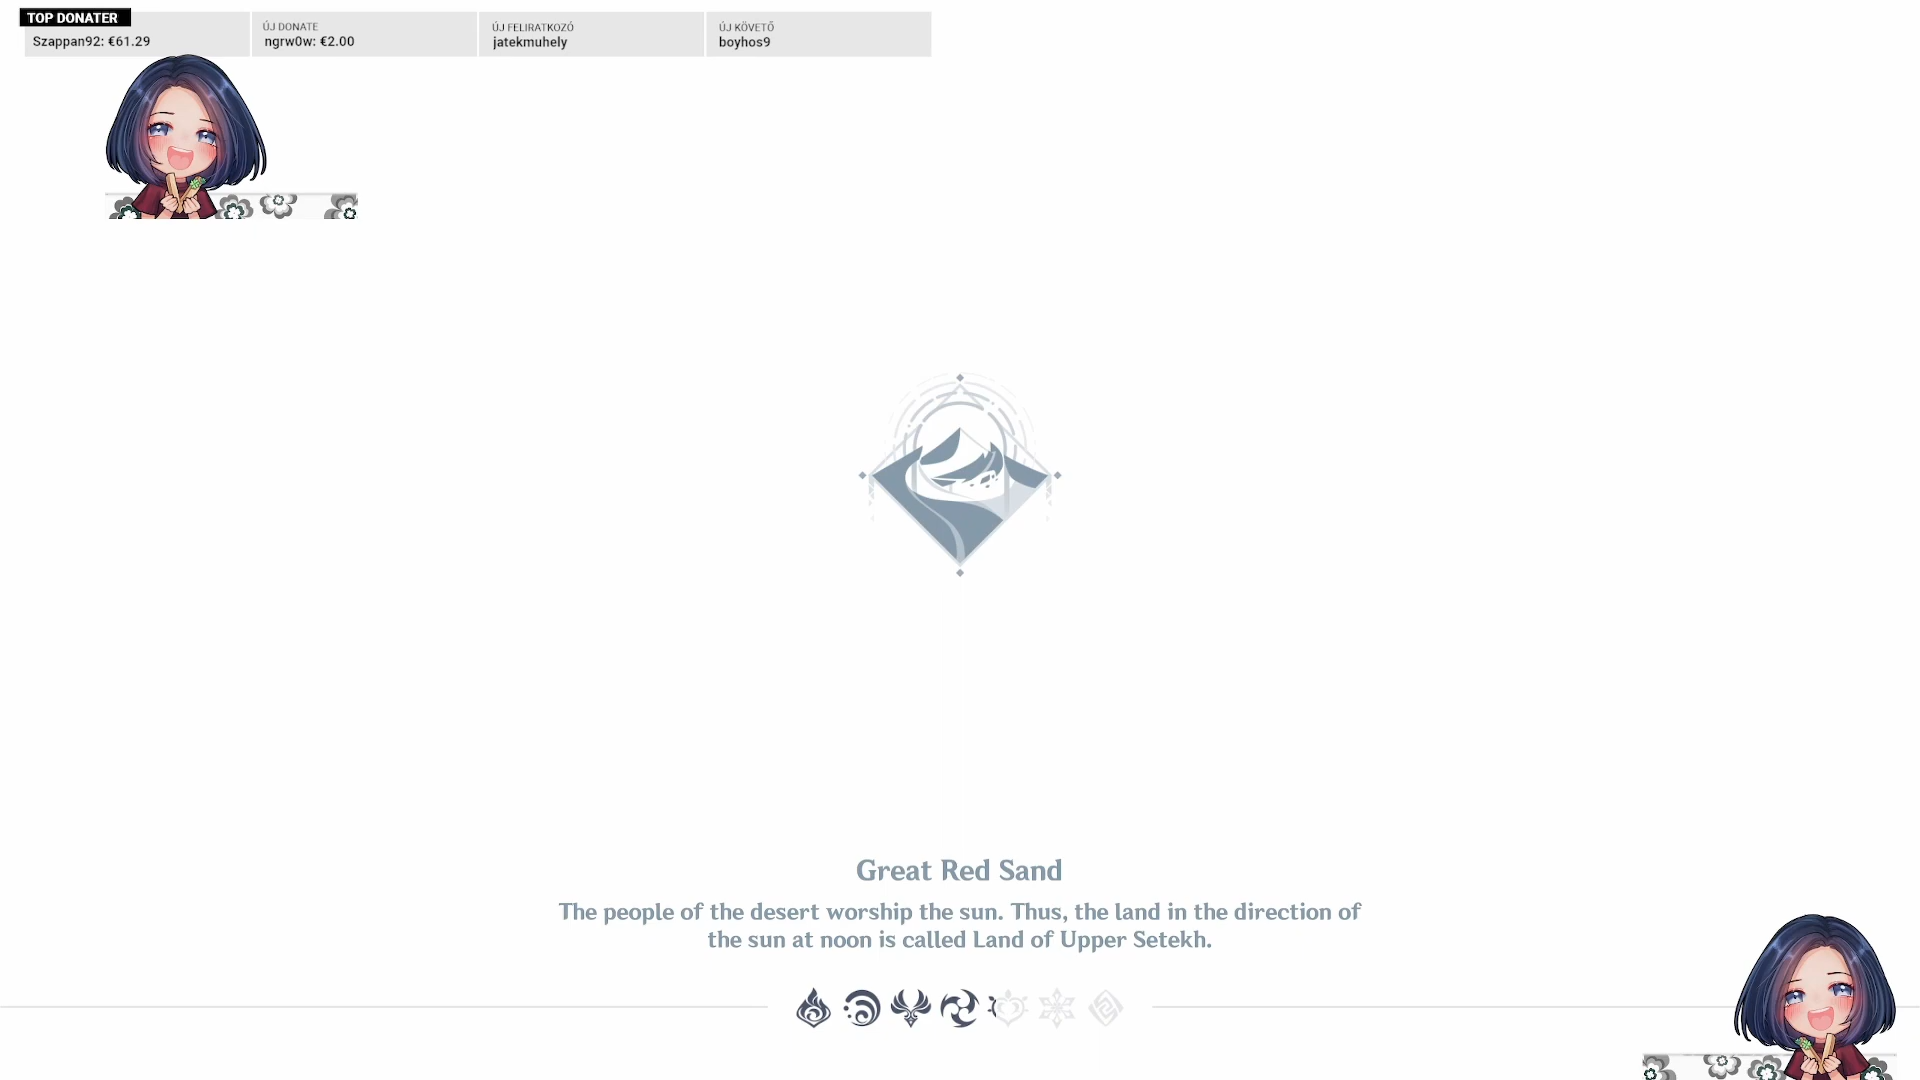 TOP DONATER
Szappan92: €61.29
ÚJ DONATE
ngrw0w: €2.00
ÚJ FELIRATKOZÓ
jatekmuhely
ÚJ KÖVETŐ
boyhos9
Great Red Sand
The people of the desert worship the sun. Thus, the land in the direction of
the sun at noon is called Land of Upper Setekh.